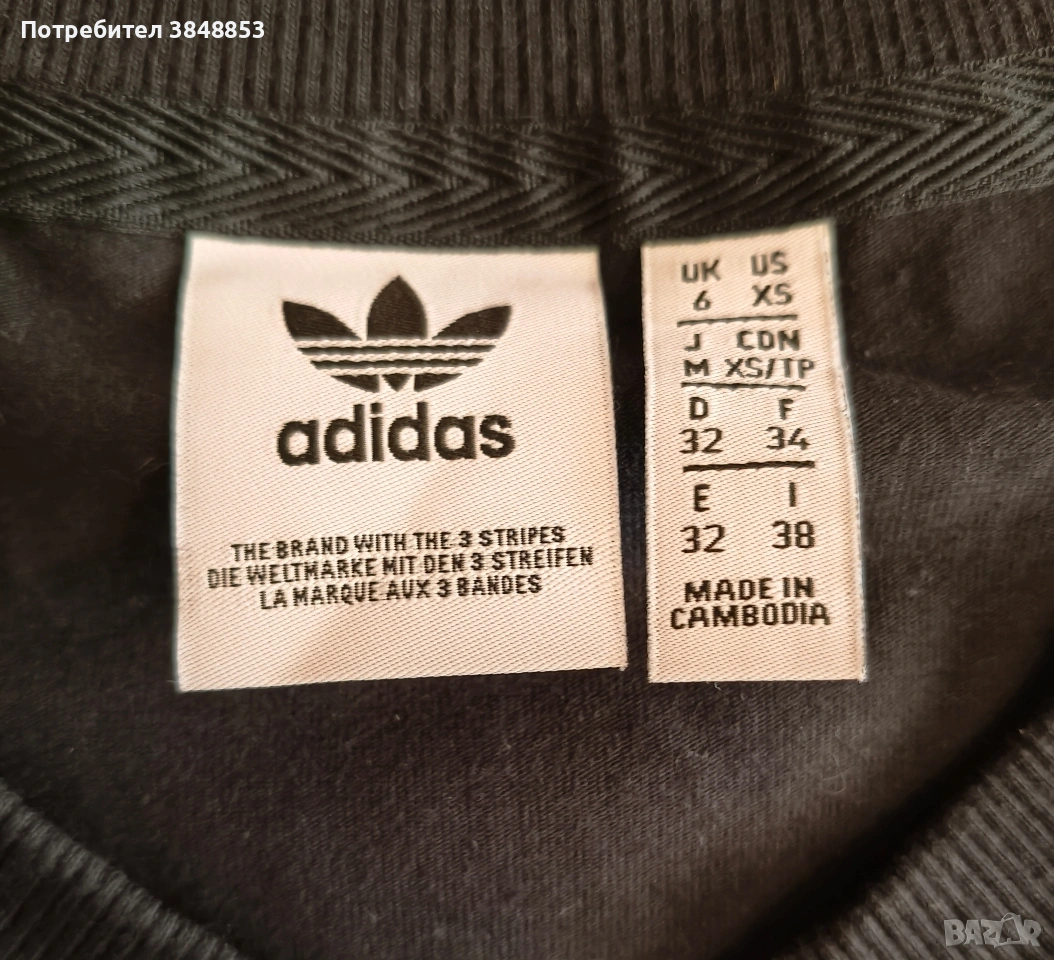 Потребител 3848853
adidas
THE BRAND WITH THE 3 STRIPES
DIE WELTMARKE MIT DEN 3 STREIFEN
LA MARQUE AUX 3 BANDES
UK US
6 XS
J CDN
M XS/TP
D F
32 34
E I
32 38
MADE IN
CAMBODIA
BAZAR